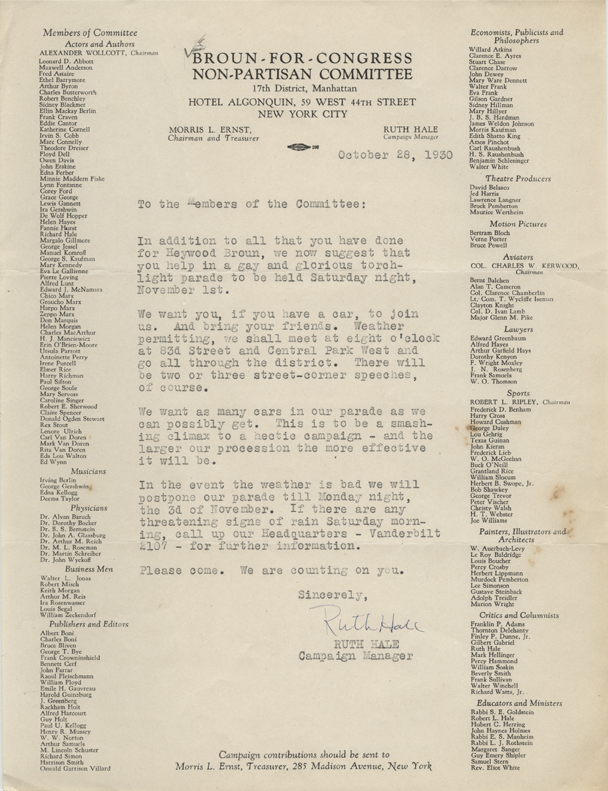 Members of Committee
Actors and Authors
ALEXANDER WOLLCOTT, Chairman
Leonard D. Abbott
Maxwell Anderson
Fred Astaire
Ethel Barrymore
Arthur Byron
Charles Butterworth
Robert Benchley
Sidney Blackmer
Ellin Mackay Berlin
Frank Craven
Eddie Cantor
Katherine Cornell
Irvin S. Cobb
Marc Connelly
Theodore Dreiser
Floyd Dell
Owen Davis
John Erskine
Edna Ferber
Minnie Maddern Fiske
Lynn Fontanne
Corey Ford
Grace George
Lewis Gannett
Ira Gershwin
De Wolf Hopper
Helen Hayes
Fannie Hurst
Richard Hale
Margalo Gillmore
George Jessel
Manuel Komroff
George S. Kaufman
Mary Kennedy
Eva Le Gallienne
Pierre Loving
Alfred Lunt
Edward J. McNamara
Chico Marx
Groucho Marx
Harpo Marx
Zeppo Marx
Don Marquis
Helen Morgan
Charles MacArthur
H. J. Manciewicz
Erin O'Brien-Moore
Ursula Parrott
Antoinette Perry
Irene Purcell
Elmer Rice
Harry Richman
Paul Sifton
George Soule
Mary Servoss
Caroline Singer
Robert E. Sherwood
Claire Spencer
Donald Ogden Stewart
Rex Stout
Lenore Ulrich
Carl Van Doren
Mark Van Doren
Rita Van Doren
Eda Lou Walton
Ed Wynn
Musicians
Irving Berlin
George Gershwin
Edna Kellogg
Deems Taylor
Physicians
Dr. Alvan Barach
Dr. Dorothy Bocker
Dr. S. S. Bernstein
Dr. John A. Glassburg
Dr. Arthur M. Reich
Dr. M. L. Roseman
Dr. Martin Schreiber
Dr. John Wyckoff
Business Men
Walter L. Jonas
Robert Misch
Keith Morgan
Arthur M. Reis
Ira Rosenwasser
Louis Segal
William Zeckendorf
Publishers and Editors
Albert Boni
Charles Boni
Bruce Bliven
George T. Bye
Frank Crowninshield
Bennett Cerf
John Farrar
Raoul Fleischmann
William Floyd
Emile H. Gauvreau
Harold Guinzburg
J. Greenberg
Rackham Holt
Alfred Harcourt
Guy Holt
Paul U. Kellogg
Henry R. Mussey
W. W. Norton
Arthur Samuels
M. Lincoln Schuster
Richard Simon
Harrison Smith
Oswald Garrison Villard
BROUN-FOR-CONGRESS
NON-PARTISAN COMMITTEE
17th District, Manhattan
HOTEL ALGONQUIN, 59 WEST 44TH STREET
NEW YORK CITY
MORRIS L. ERNST,
Chairman and Treasurer
RUTH HALE
Campaign Manager
October 28, 1930
To the Members of the Committee:
In addition to all that you have done
for Heywood Broun, we now suggest that
you help in a gay and glorious torch-
light parade to be held Saturday night,
November 1st.
We want you, if you have a car, to join
us. And bring your friends. Weather
permitting, we shall meet at eight o'clock
at 83d Street and Central Park West and
go all through the district. There will
be two or three street-corner speeches,
of course.
We want as many cars in our parade as we
can possibly get. This is to be a smash-
ing climax to a hectic campaign - and the
larger our procession the more effective
it will be.
In the event the weather is bad we will
postpone our parade till Monday night,
the 3d of November. If there are any
threatening signs of rain Saturday morn-
ing, call up our Headquarters - Vanderbilt
2107 - for further information.
Please come. We are counting on you.
Sincerely,
Ruth Hale
RUTH HALE
Campaign Manager
Campaign contributions should be sent to
Morris L. Ernst, Treasurer, 285 Madison Avenue, New York
Economists, Publicists and
Philosophers
Willard Atkins
Clarence E. Ayres
Stuart Chase
Clarence Darrow
John Dewey
Mary Ware Dennett
Walter Frank
Eva Frank
Gilson Gardner
Sidney Hillman
Mary Hillyer
J. B. S. Hardman
James Weldon Johnson
Morris Kaufman
Edith Shatto King
Amos Pinchot
Carl Raushenbush
H. S. Raushenbush
Benjamin Schlesinger
Walter White
Theatre Producers
David Belasco
Jed Harris
Lawrence Langner
Brock Pemberton
Maurice Wertheim
Motion Pictures
Bertram Bloch
Verne Porter
Bruce Powell
Aviators
COL. CHARLES W. KERWOOD,
Chairman
Bernt Balchen
Alan T. Cameron
Col. Clarence Chamberlin
Lt. Com. T. Wycliffe Iseman
Clayton Knight
Col. D. Ivan Lamb
Major Glenn M. Pike
Lawyers
Edward Greenbaum
Alfred Hayes
Arthur Garfield Hays
Dorothy Kenyon
F. Wright Moxley
J. N. Rosenberg
Frank Samuels
W. O. Thompson
Sports
ROBERT L. RIPLEY, Chairman
Frederick D. Benham
Harry Cross
Howard Cushman
George Daley
Lou Gehrig
Texas Guinan
John Kieran
Frederick Lieb
W. O. McGeehan
Buck O'Neill
Grantland Rice
William Slocum
Herbert B. Swope, Jr.
Bob Shawkey
George Trevor
Peter Vischer
Christy Walsh
H. T. Webster
Joe Williams
Painters, Illustrators and
Architects
W. Auerbach-Levy
Le Roy Baldridge
Louis Boucher
Percy Crosby
Herbert Lippmann
Murdock Pemberton
Lee Simonson
Gustave Steinback
Adolph Treidler
Marion Wright
Critics and Columnists
Franklin P. Adams
Thornton Delehanty
Finley P. Dunne, Jr.
Gilbert Gabriel
Ruth Hale
Mark Hellinger
Percy Hammond
William Soskin
Beverly Smith
Frank Sullivan
Walter Winchell
Richard Watts, Jr.
Educators and Ministers
Rabbi S. E. Goldstein
Robert L. Hale
Hubert C. Herring
John Haynes Holmes
Rabbi E. S. Maisheim
Rabbi L. J. Rothstein
Margaret Sanger
Guy Emery Shipler
Samuel Stern
Rev. Eliot White